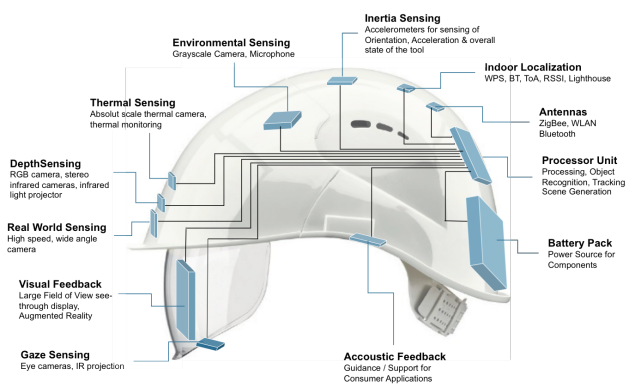 Inertia Sensing
Accelerometers for sensing of
Orientation, Acceleration & overall
state of the tool
Environmental Sensing
Grayscale Camera, Microphone
Indoor Localization
WPS, BT, ToA, RSSI, Lighthouse
Thermal Sensing
Absolut scale thermal camera,
thermal monitoring
Antennas
ZigBee, WLAN
Bluetooth
DepthSensing
RGB camera, stereo
infrared cameras, infrared
light projector
Processor Unit
Processing, Object
Recognition, Tracking
Scene Generation
Real World Sensing
High speed, wide angle
camera
Battery Pack
Power Source for
Components
Visual Feedback
Large Field of View see-
through display,
Augmented Reality
Gaze Sensing
Eye cameras, IR projection
Accoustic Feedback
Guidance / Support for
Consumer Applications